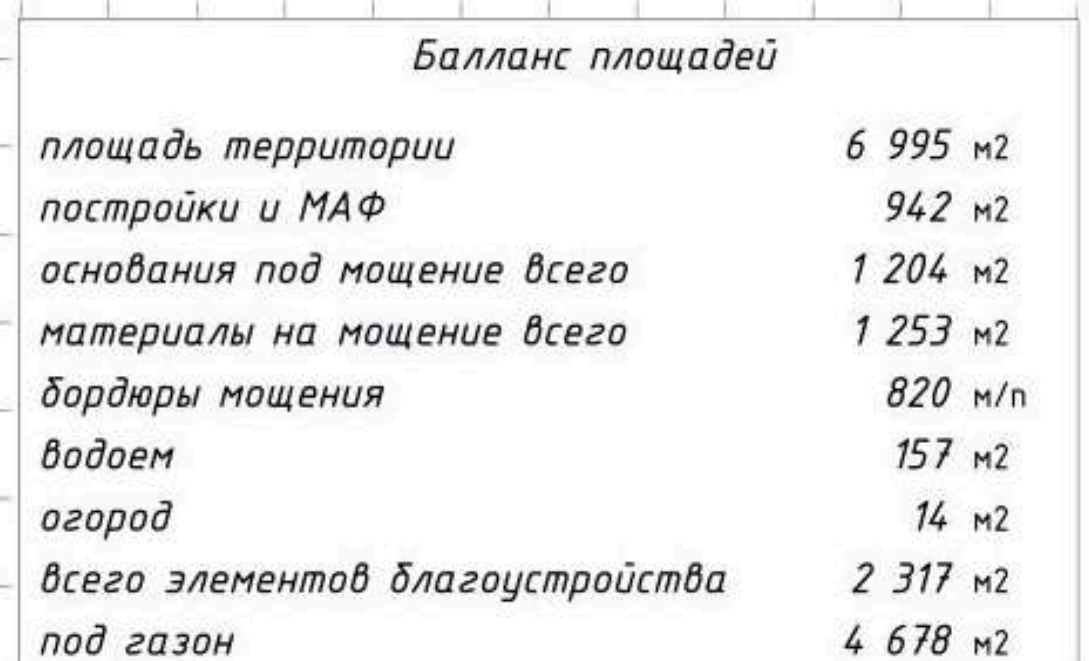 Балланс площадей
площадь территории 6 995 м2
постройки и МАФ 942 м2
основания под мощение всего 1 204 м2
материалы на мощение всего 1 253 м2
бордюры мощения 820 м/п
водоем 157 м2
огород 14 м2
всего элементов благоустройства 2 317 м2
под газон 4 678 м2